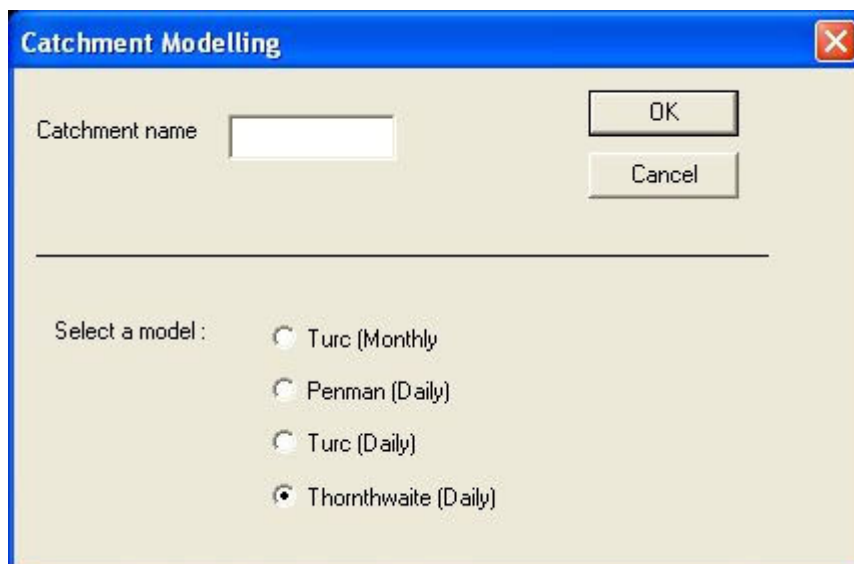 Catchment Modelling
Catchment name
OK
Cancel
Select a model :
Turc (Monthly
Penman (Daily)
Turc (Daily)
Thornthwaite (Daily)